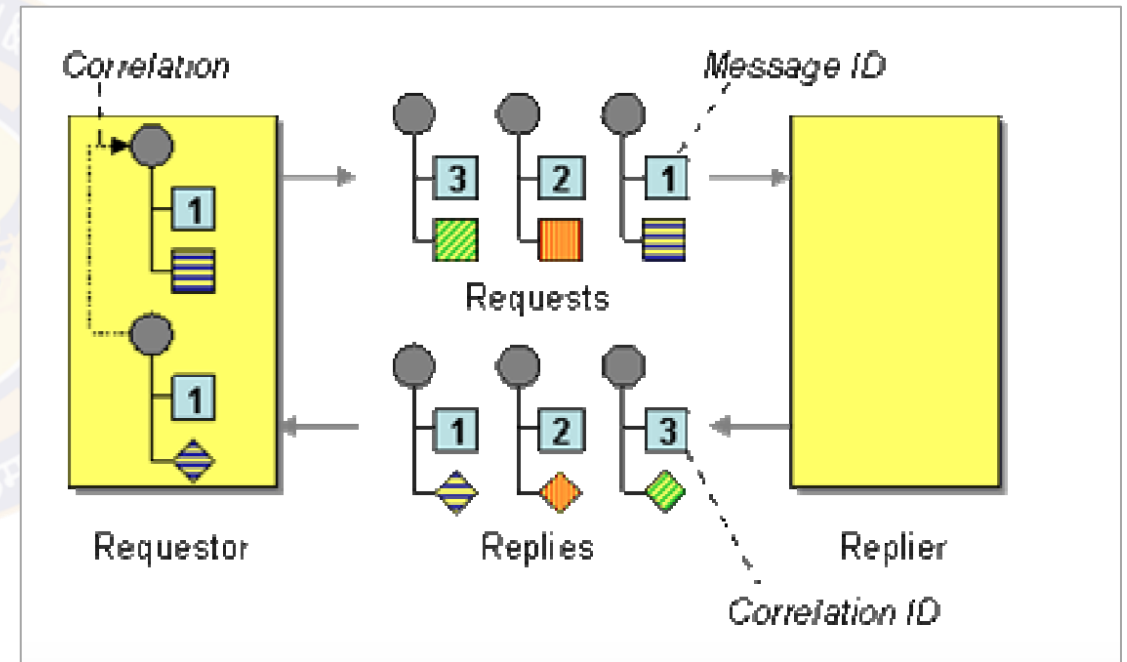 Correlation
Message ID
3 2 1
1
Requests
1
1 2 3
Requestor
Replies
Replier
Correlation ID